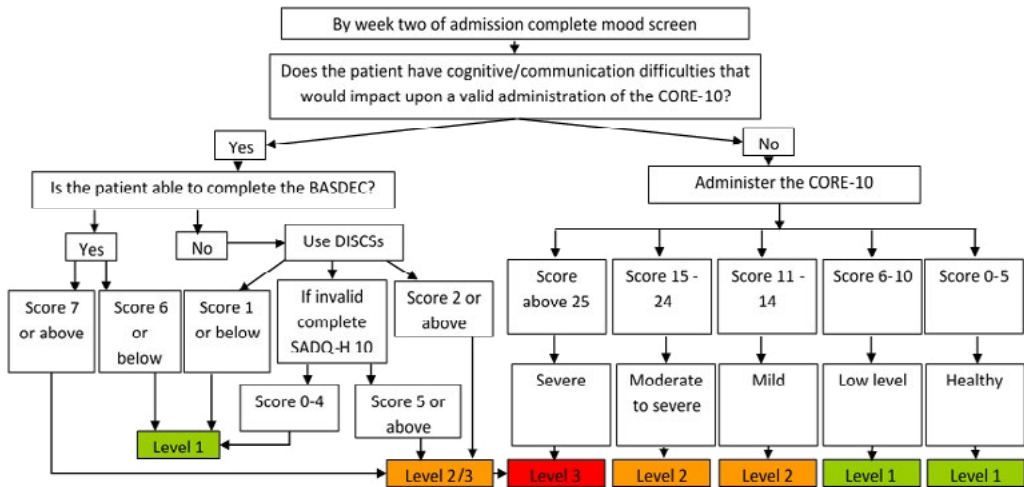 By week two of admission complete mood screen
Does the patient have cognitive/communication difficulties that
would impact upon a valid administration of the CORE-10?
Yes
No
Is the patient able to complete the BASDEC?
Administer the CORE-10
Yes
No
Use DISCSs
Score 7
or above
Score 6
or
below
Score 1
or below
If invalid
complete
SADQ-H 10
Score 2 or
above
Score
above 25
Score 15 -
24
Score 11 -
14
Score 6-10
Score 0-5
Score 0-4
Score 5 or
above
Severe
Moderate
to severe
Mild
Low level
Healthy
Level 1
Level 2/3
Level 3
Level 2
Level 2
Level 1
Level 1